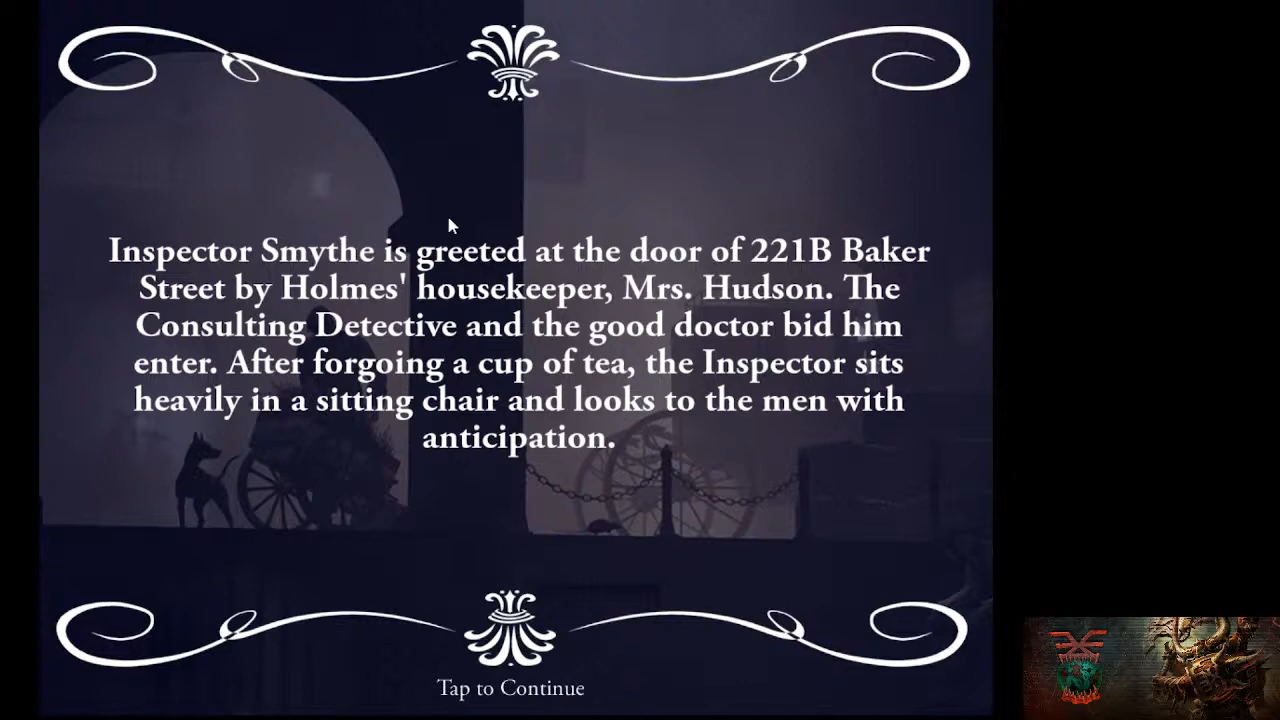 Inspector Smythe is greeted at the door of 221B Baker
Street by Holmes' housekeeper, Mrs. Hudson. The
Consulting Detective and the good doctor bid him
enter. After forgoing a cup of tea, the Inspector sits
heavily in a sitting chair and looks to the men with
anticipation.
Tap to Continue